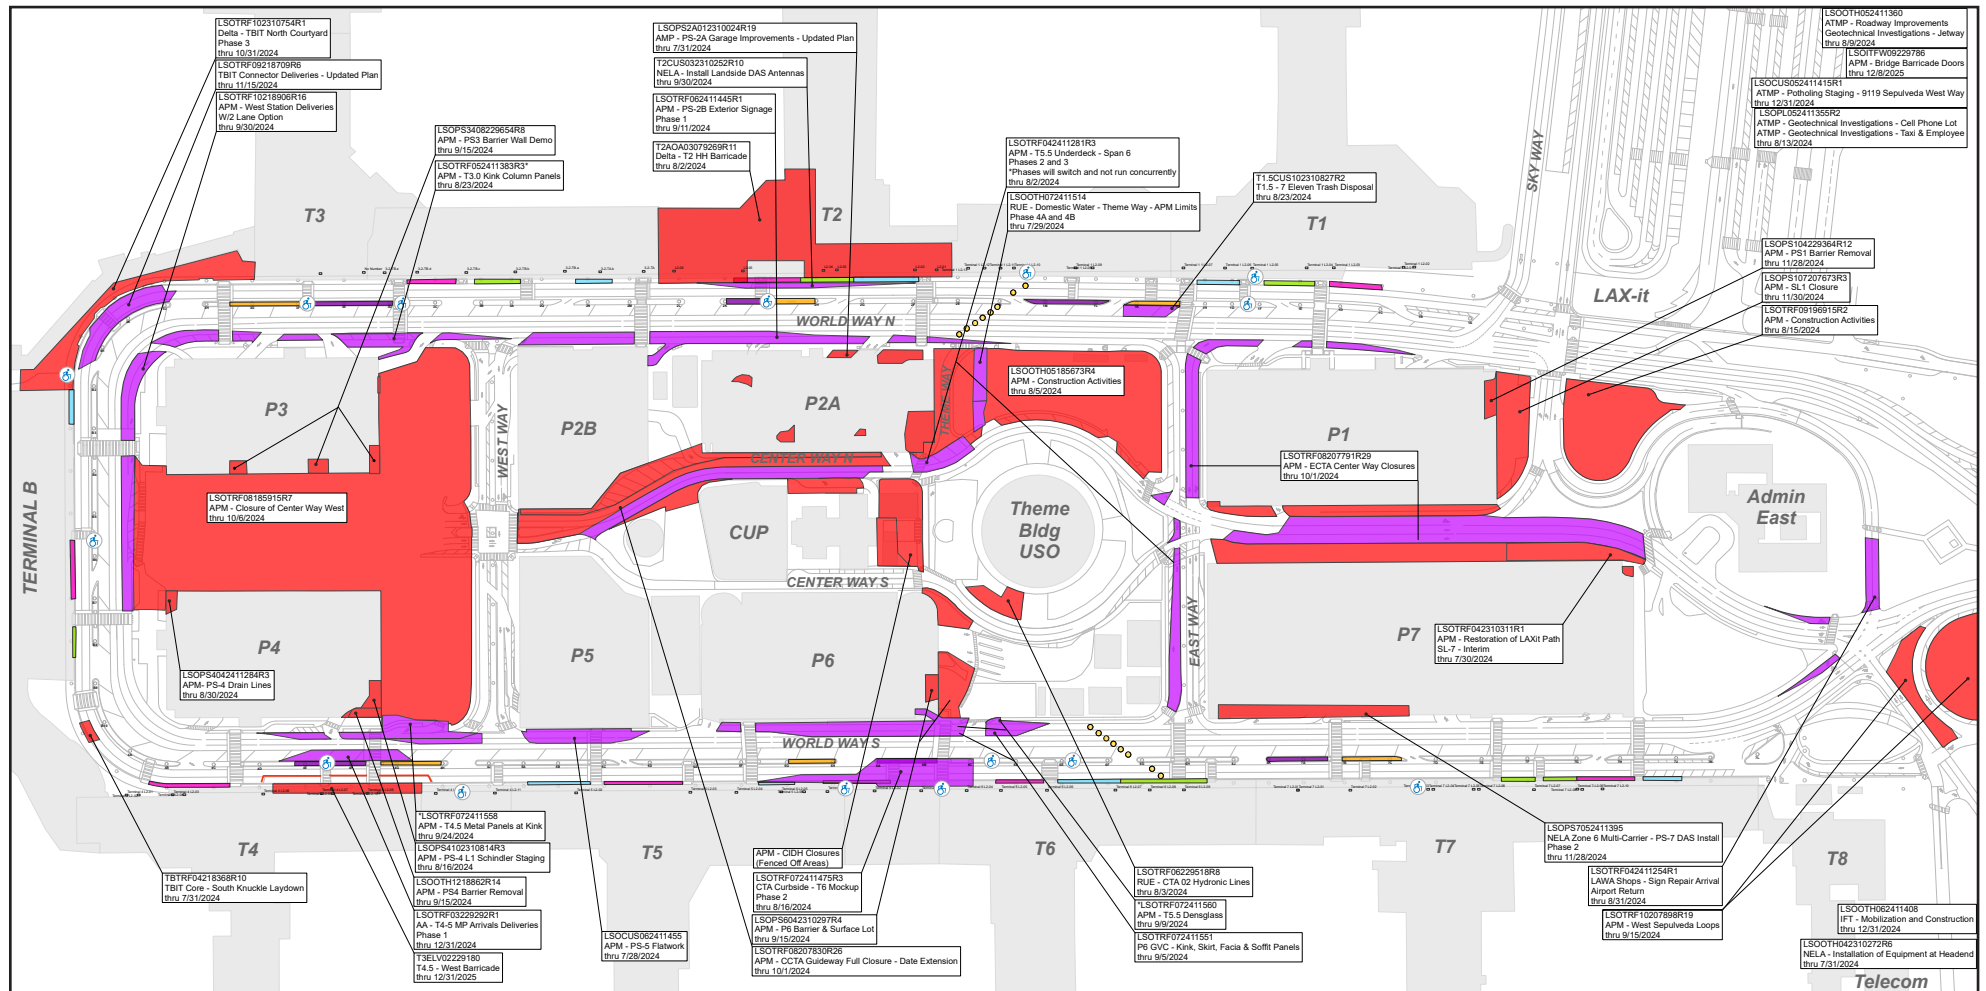 LSOTRF102310754R1
Delta - TBIT North Courtyard
Phase 3
thru 10/31/2024
LSOTRF09218709R6
TBIT Connector Deliveries - Updated Plan
thru 11/15/2024
LSOTRF10218906R16
APM - West Station Deliveries
W/2 Lane Option
thru 9/30/2024
LSOPS3408229654R8
APM - PS3 Barrier Wall Demo
thru 9/15/2024
LSOTRF052411383R3*
APM - T3.0 Kink Column Panels
thru 8/23/2024
LSOPS2A012310024R19
AMP - PS-2A Garage Improvements - Updated Plan
thru 7/31/2024
T2CUS032310252R10
NELA - Install Landside DAS Antennas
thru 9/30/2024
LSOTRF062411445R1
APM - PS-2B Exterior Signage
Phase 1
thru 9/11/2024
T2AOA03079269R11
Delta - T2 HH Barricade
thru 8/2/2024
LSOTRF042411281R3
APM - T5.5 Underdeck - Span 6
Phases 2 and 3
*Phases will switch and not run concurrently
thru 8/2/2024
LSOOTH072411514
RUE - Domestic Water - Theme Way - APM Limits
Phase 4A and 4B
thru 7/29/2024
T1.5CUS102310827R2
T1.5 - 7 Eleven Trash Disposal
thru 8/23/2024
LSOOTH052411360
ATMP - Roadway Improvements
Geotechnical Investigations - Jetway
thru 8/9/2024
LSOITFW09229786
APM - Bridge Barricade Doors
thru 12/8/2025
LSOCUS052411415R1
ATMP - Potholing Staging - 9119 Sepulveda West Way
thru 12/31/2024
LSOPL052411355R2
ATMP - Geotechnical Investigations - Cell Phone Lot
ATMP - Geotechnical Investigations - Taxi & Employee
thru 8/13/2024
LSOPS104229364R12
APM - PS1 Barrier Removal
thru 11/28/2024
LSOPS107207673R3
APM - SL1 Closure
thru 11/30/2024
LSOTRF09196915R2
APM - Construction Activities
thru 8/15/2024
T3
T2
T1
SKY WAY
LAX-it
WORLD WAY N
P3
P2B
P2A
P1
WEST WAY
THEME WAY
CENTER WAY N
LSOOTH05185673R4
APM - Construction Activities
thru 8/5/2024
LSOTRF08207791R29
APM - ECTA Center Way Closures
thru 10/1/2024
LSOTRF08185915R7
APM - Closure of Center Way West
thru 10/6/2024
TERMINAL B
CUP
Theme
Bldg
USO
Admin
East
CENTER WAY S
EAST WAY
P4
P5
P6
P7
LSOPS4042411284R3
APM- PS-4 Drain Lines
thru 8/30/2024
LSOTRF042310311R1
APM - Restoration of LAXit Path
SL-7 - Interim
thru 7/30/2024
WORLD WAY S
T4
T5
T6
T7
T8
TBTRF04218368R10
TBIT Core - South Knuckle Laydown
thru 7/31/2024
*LSOTRF072411558
APM - T4.5 Metal Panels at Kink
thru 9/24/2024
LSOPS4102310814R3
APM - PS-4 L1 Schindler Staging
thru 8/16/2024
LSOOTH1218862R14
APM - PS4 Barrier Removal
thru 9/15/2024
LSOTRF03229292R1
AA - T4-5 MP Arrivals Deliveries
Phase 1
thru 12/31/2024
T3ELV02229180
T4.5 - West Barricade
thru 12/31/2025
LSOCUS062411455
APM - PS-5 Flatwork
thru 7/28/2024
APM - CIDH Closures
(Fenced Off Areas)
LSOTRF072411475R3
CTA Curbside - T6 Mockup
Phase 2
thru 8/16/2024
LSOPS6042310297R4
APM - P6 Barrier & Surface Lot
thru 9/15/2024
LSOTRF08207830R26
APM - CCTA Guideway Full Closure - Date Extension
thru 10/1/2024
LSOTRF06229518R8
RUE - CTA 02 Hydronic Lines
thru 8/3/2024
*LSOTRF072411560
APM - T5.5 Densglass
thru 9/9/2024
LSOTRF072411551
P6 GVC - Kink, Skirt, Facia & Soffit Panels
thru 9/5/2024
LSOPS7052411395
NELA Zone 6 Multi-Carrier - PS-7 DAS Install
Phase 2
thru 11/28/2024
LSOTRF042411254R1
LAWA Shops - Sign Repair Arrival
Airport Return
thru 8/31/2024
LSOTRF10207898R19
APM - West Sepulveda Loops
thru 9/15/2024
LSOOTH062411408
IFT - Mobilization and Construction
thru 12/31/2024
LSOOTH042310272R6
NELA - Installation of Equipment at Headend
thru 7/31/2024
Telecom